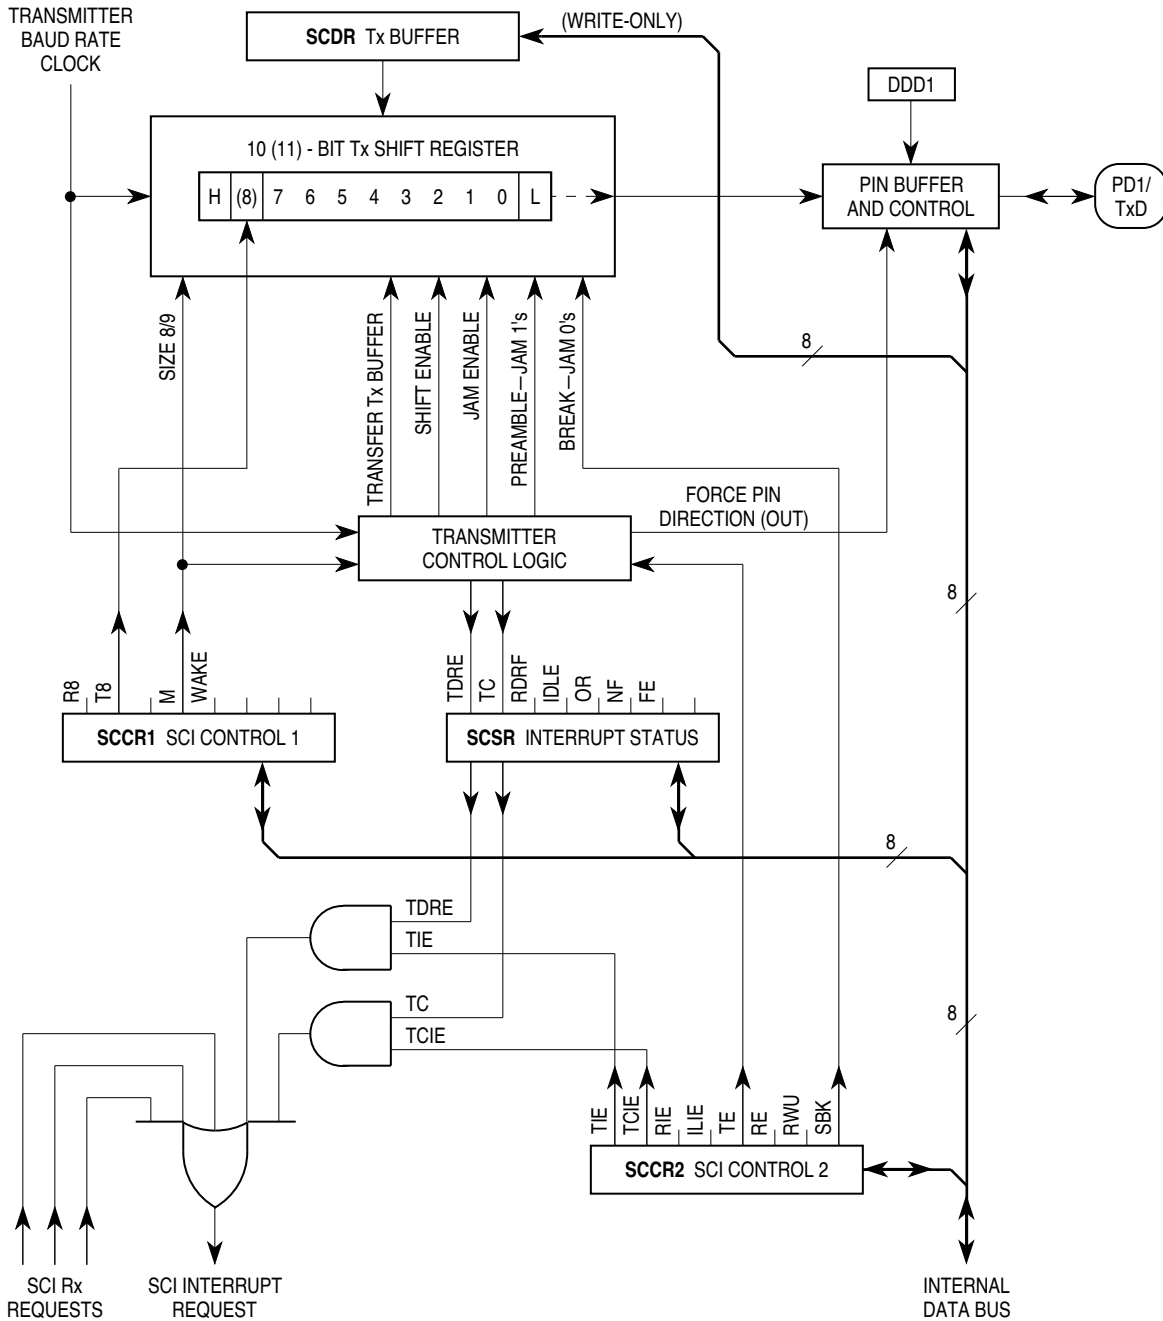 TRANSMITTER
BAUD RATE
CLOCK
SCDR Tx BUFFER
(WRITE-ONLY)
DDD1
10 (11) - BIT Tx SHIFT REGISTER
H (8) 7 6 5 4 3 2 1 0 L
PIN BUFFER
AND CONTROL
PD1/
TxD
SIZE 8/9
TRANSFER Tx BUFFER
SHIFT ENABLE
JAM ENABLE
PREAMBLE—JAM 1's
BREAK—JAM 0's
8
FORCE PIN
DIRECTION (OUT)
TRANSMITTER
CONTROL LOGIC
8
R8
T8
M
WAKE
TDRE
TC
RDRF
IDLE
OR
NF
FE
SCCR1 SCI CONTROL 1
SCSR INTERRUPT STATUS
8
TDRE
TIE
TC
TCIE
8
TIE
TCIE
RIE
ILIE
TE
RE
RWU
SBK
SCCR2 SCI CONTROL 2
SCI Rx
REQUESTS
SCI INTERRUPT
REQUEST
INTERNAL
DATA BUS